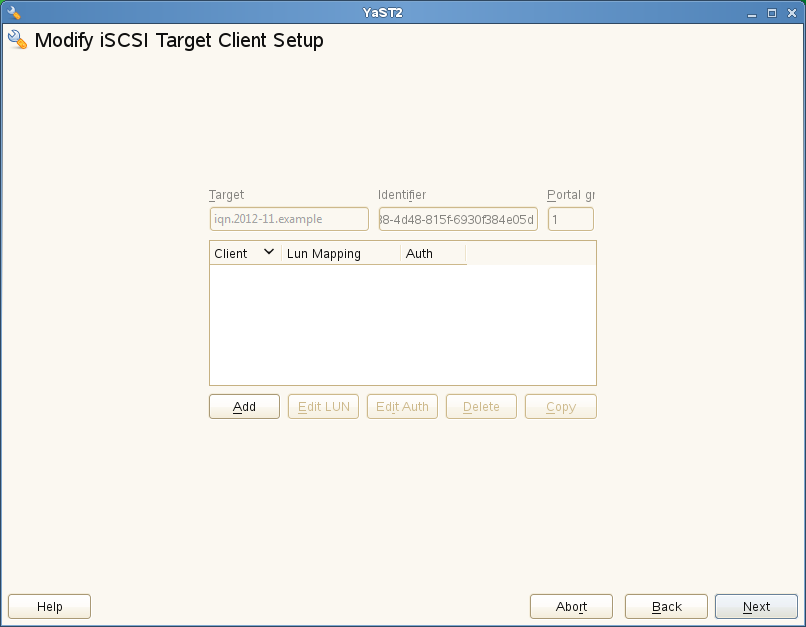 YaST2
Modify iSCSI Target Client Setup
Target Identifier Portal gr
iqn.2012-11.example 38-4d48-815f-6930f384e05d 1
Client Lun Mapping Auth
Add Edit LUN Edit Auth Delete Copy
Help Abort Back Next